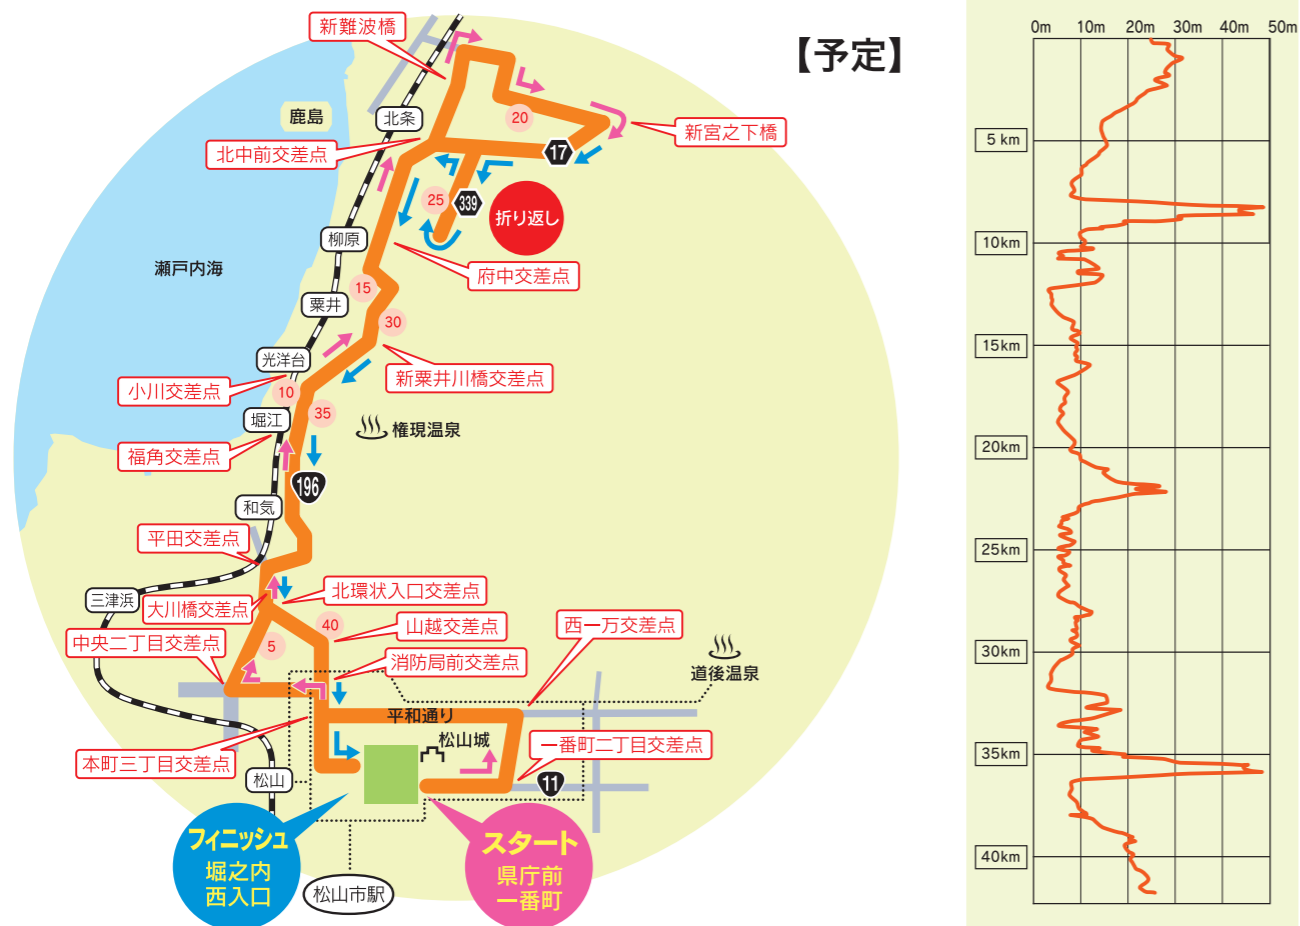 新難波橋
【予定】
鹿島
北条
20
新宮之下橋
北中前交差点
17
25
339
折り返し
柳原
瀬戸内海
府中交差点
15
粟井
30
光洋台
小川交差点
10
新粟井川橋交差点
35
堀江
権現温泉
福角交差点
196
和気
平田交差点
三津浜
大川橋交差点
北環状入口交差点
中央二丁目交差点
5
40
山越交差点
西一万交差点
消防局前交差点
道後温泉
平和通り
松山城
一番町二丁目交差点
本町三丁目交差点
松山
11
フィニッシュ
堀之内
西入口
スタート
県庁前
一番町
松山市駅
0m
10m
20m
30m
40m
50m
5 km
10km
15km
20km
25km
30km
35km
40km